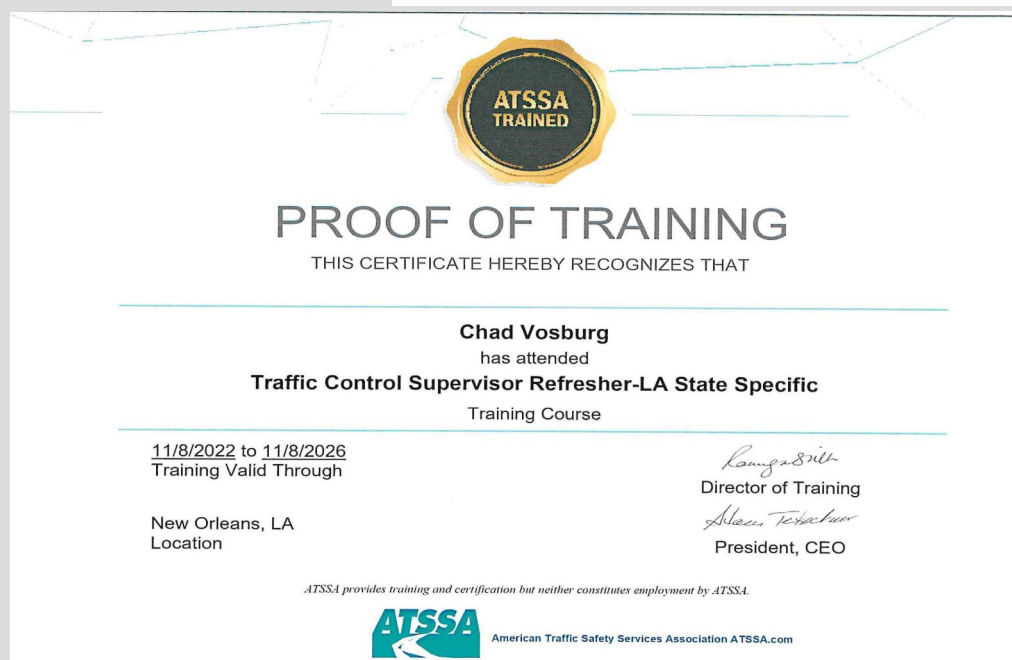 ATSSA
TRAINED
PROOF OF TRAINING
THIS CERTIFICATE HEREBY RECOGNIZES THAT
Chad Vosburg
has attended
Traffic Control Supervisor Refresher-LA State Specific
Training Course
11/8/2022 to 11/8/2026
Training Valid Through
Director of Training
New Orleans, LA
Location
President, CEO
ATSSA provides training and certification but neither constitutes employment by ATSSA.
ATSSA
American Traffic Safety Services Association ATSSA.com